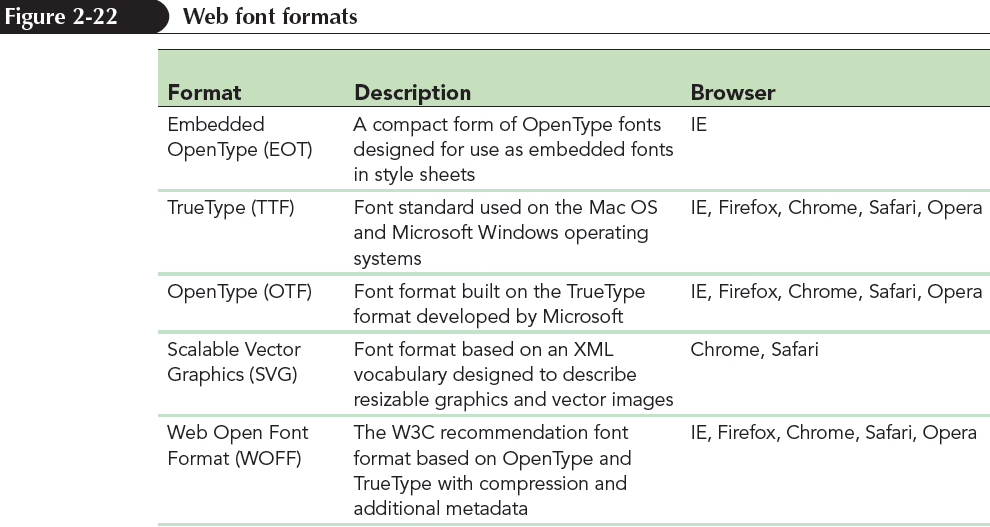 Figure 2-22 Web font formats
Format Description Browser
Embedded A compact form of OpenType fonts IE
OpenType (EOT) designed for use as embedded fonts
in style sheets
TrueType (TTF) Font standard used on the Mac OS IE, Firefox, Chrome, Safari, Opera
and Microsoft Windows operating
systems
OpenType (OTF) Font format built on the TrueType IE, Firefox, Chrome, Safari, Opera
format developed by Microsoft
Scalable Vector Font format based on an XML Chrome, Safari
Graphics (SVG) vocabulary designed to describe
resizable graphics and vector images
Web Open Font The W3C recommendation font IE, Firefox, Chrome, Safari, Opera
Format (WOFF) format based on OpenType and
TrueType with compression and
additional metadata